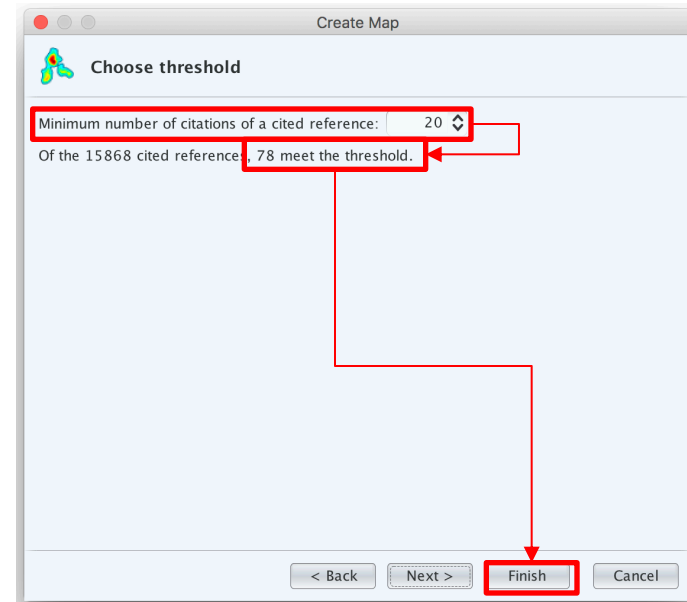 Create Map
Choose threshold
Minimum number of citations of a cited reference: 20
Of the 15868 cited references, 78 meet the threshold.
< Back Next > Finish Cancel